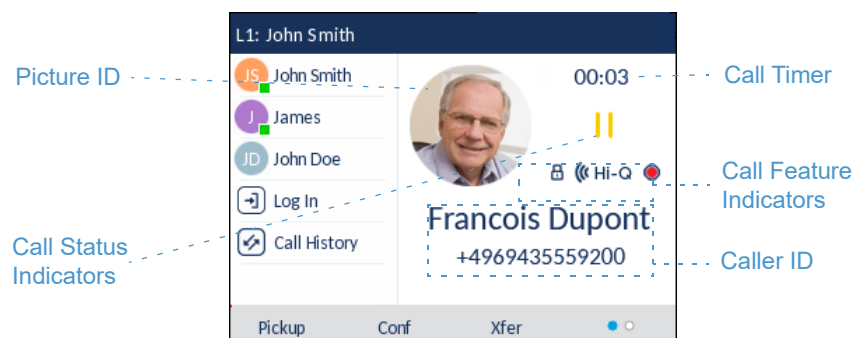 L1: John Smith
Picture ID
JS John Smith
00:03
Call Timer
J James
JD John Doe
Hi-Q
Call Feature
Indicators
Log In
Francois Dupont
Call History
+4969435559200
Call Status
Indicators
Caller ID
Pickup Conf Xfer